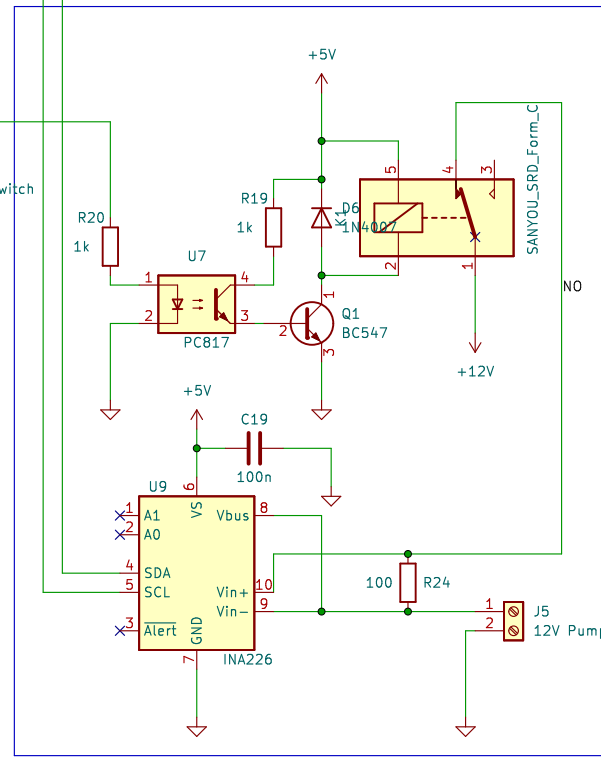 +5V
SANYOU_SRD_Form_C
5
4
3
witch
R19
1k
D6
1N4007
K1
R20
1k
2
1
U7
1
4
1
NO
2
3
2
Q1
BC547
PC817
3
+12V
+5V
C19
100n
U9
6
1
A1
VS
Vbus
8
2
A0
4
SDA
100
R24
5
SCL
Vin+
10
Vin-
9
1
J5
3
Alert
GND
2
12V Pump
7
INA226